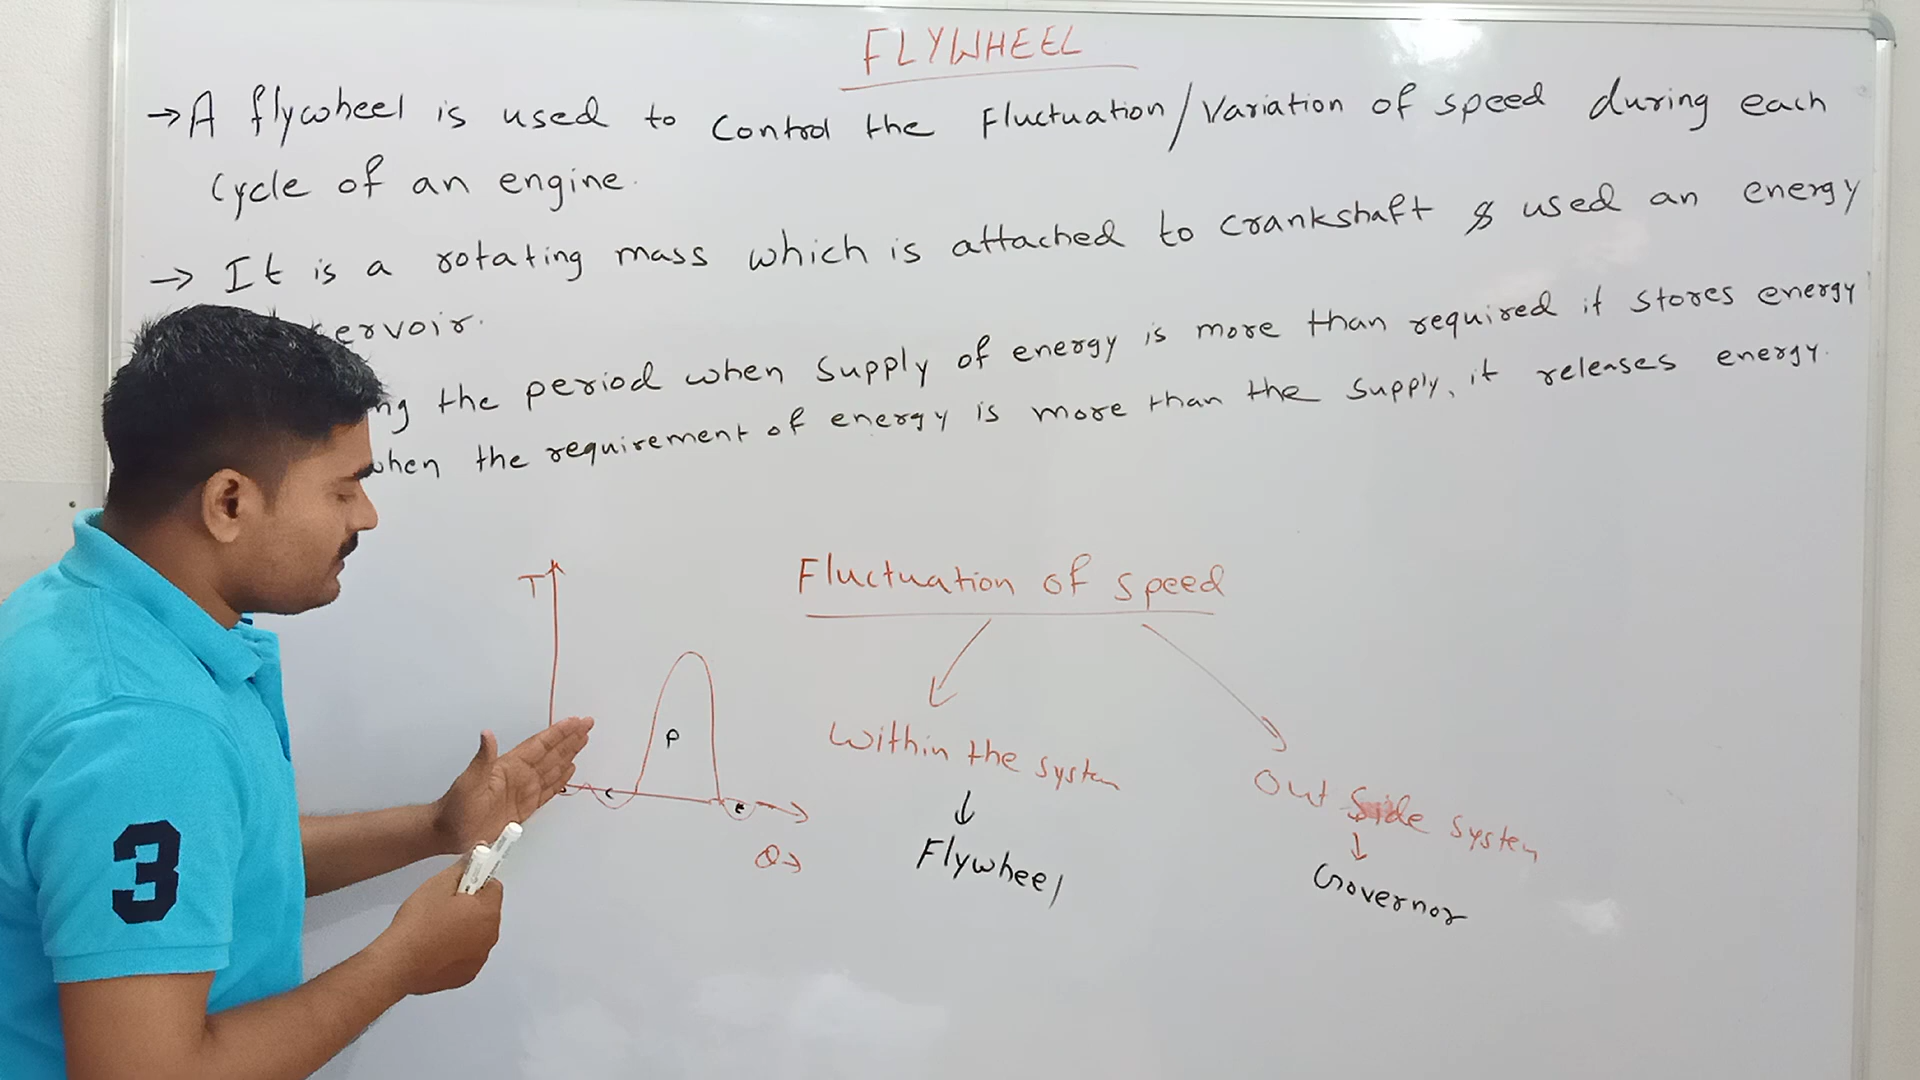 FLYWHEEL
→ A flywheel is used to control the Fluctuation/Variation of speed during each
cycle of an engine.
→ It is a rotating mass which is attached to crankshaft & used an energy
ervoir.
ng the period when supply of energy is more than required it stores energy
when the requirement of energy is more than the supply, it releases energy.
T
Fluctuation of speed
P
c
E
θ→
Within the system
Out Side system
Flywheel
Governor
3